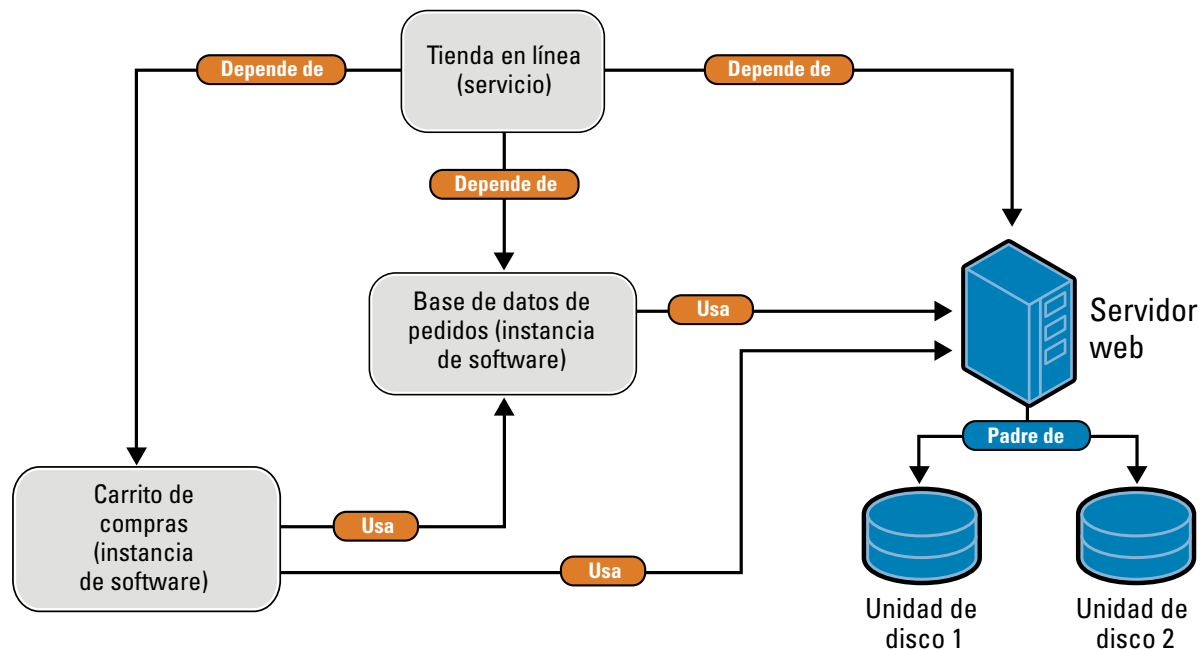 Tienda en línea
(servicio)
Depende de
Depende de
Depende de
Base de datos de
pedidos (instancia
de software)
Usa
Servidor
web
Padre de
Carrito de
compras
(instancia
de software)
Usa
Usa
Unidad de
disco 1
Unidad de
disco 2